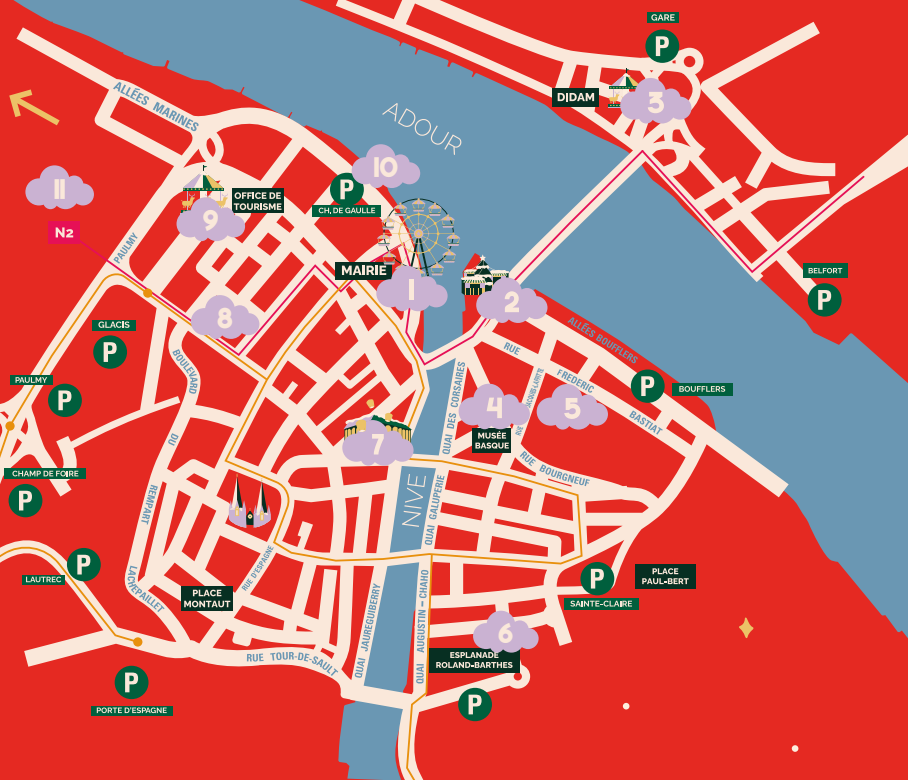 GARE
P
DIDAM
3
ALLÉES MARINES
ADOUR
10
P
CH, DE GAULLE
11
N2
OFFICE DE
TOURISME
9
PAULMY
MAIRIE
1
2
BELFORT
P
8
GLACIS
P
BOULEVARD
DU
REMPART
LACHEPAILLET
ALLÉES BOUFFLERS
RUE
FREDERIC
BASTIAT
P
BOUFFLERS
PAULMY
P
QUAI DES CORSAIRES
4
5
MUSÉE
BASQUE
7
RUE BOURGNEUF
CHAMP DE FOIRE
P
NIVE
QUAI GALUPERIE
RUE D'ESPAGNE
LAUTREC
P
PLACE
MONTAUT
PLACE
PAUL-BERT
P
SAINTE-CLAIRE
QUAI JAUREGUIBERRY
QUAI AUGUSTIN - CHAHO
6
ESPLANADE
ROLAND-BARTHES
P
RUE TOUR-DE-SAULT
P
PORTE D'ESPAGNE